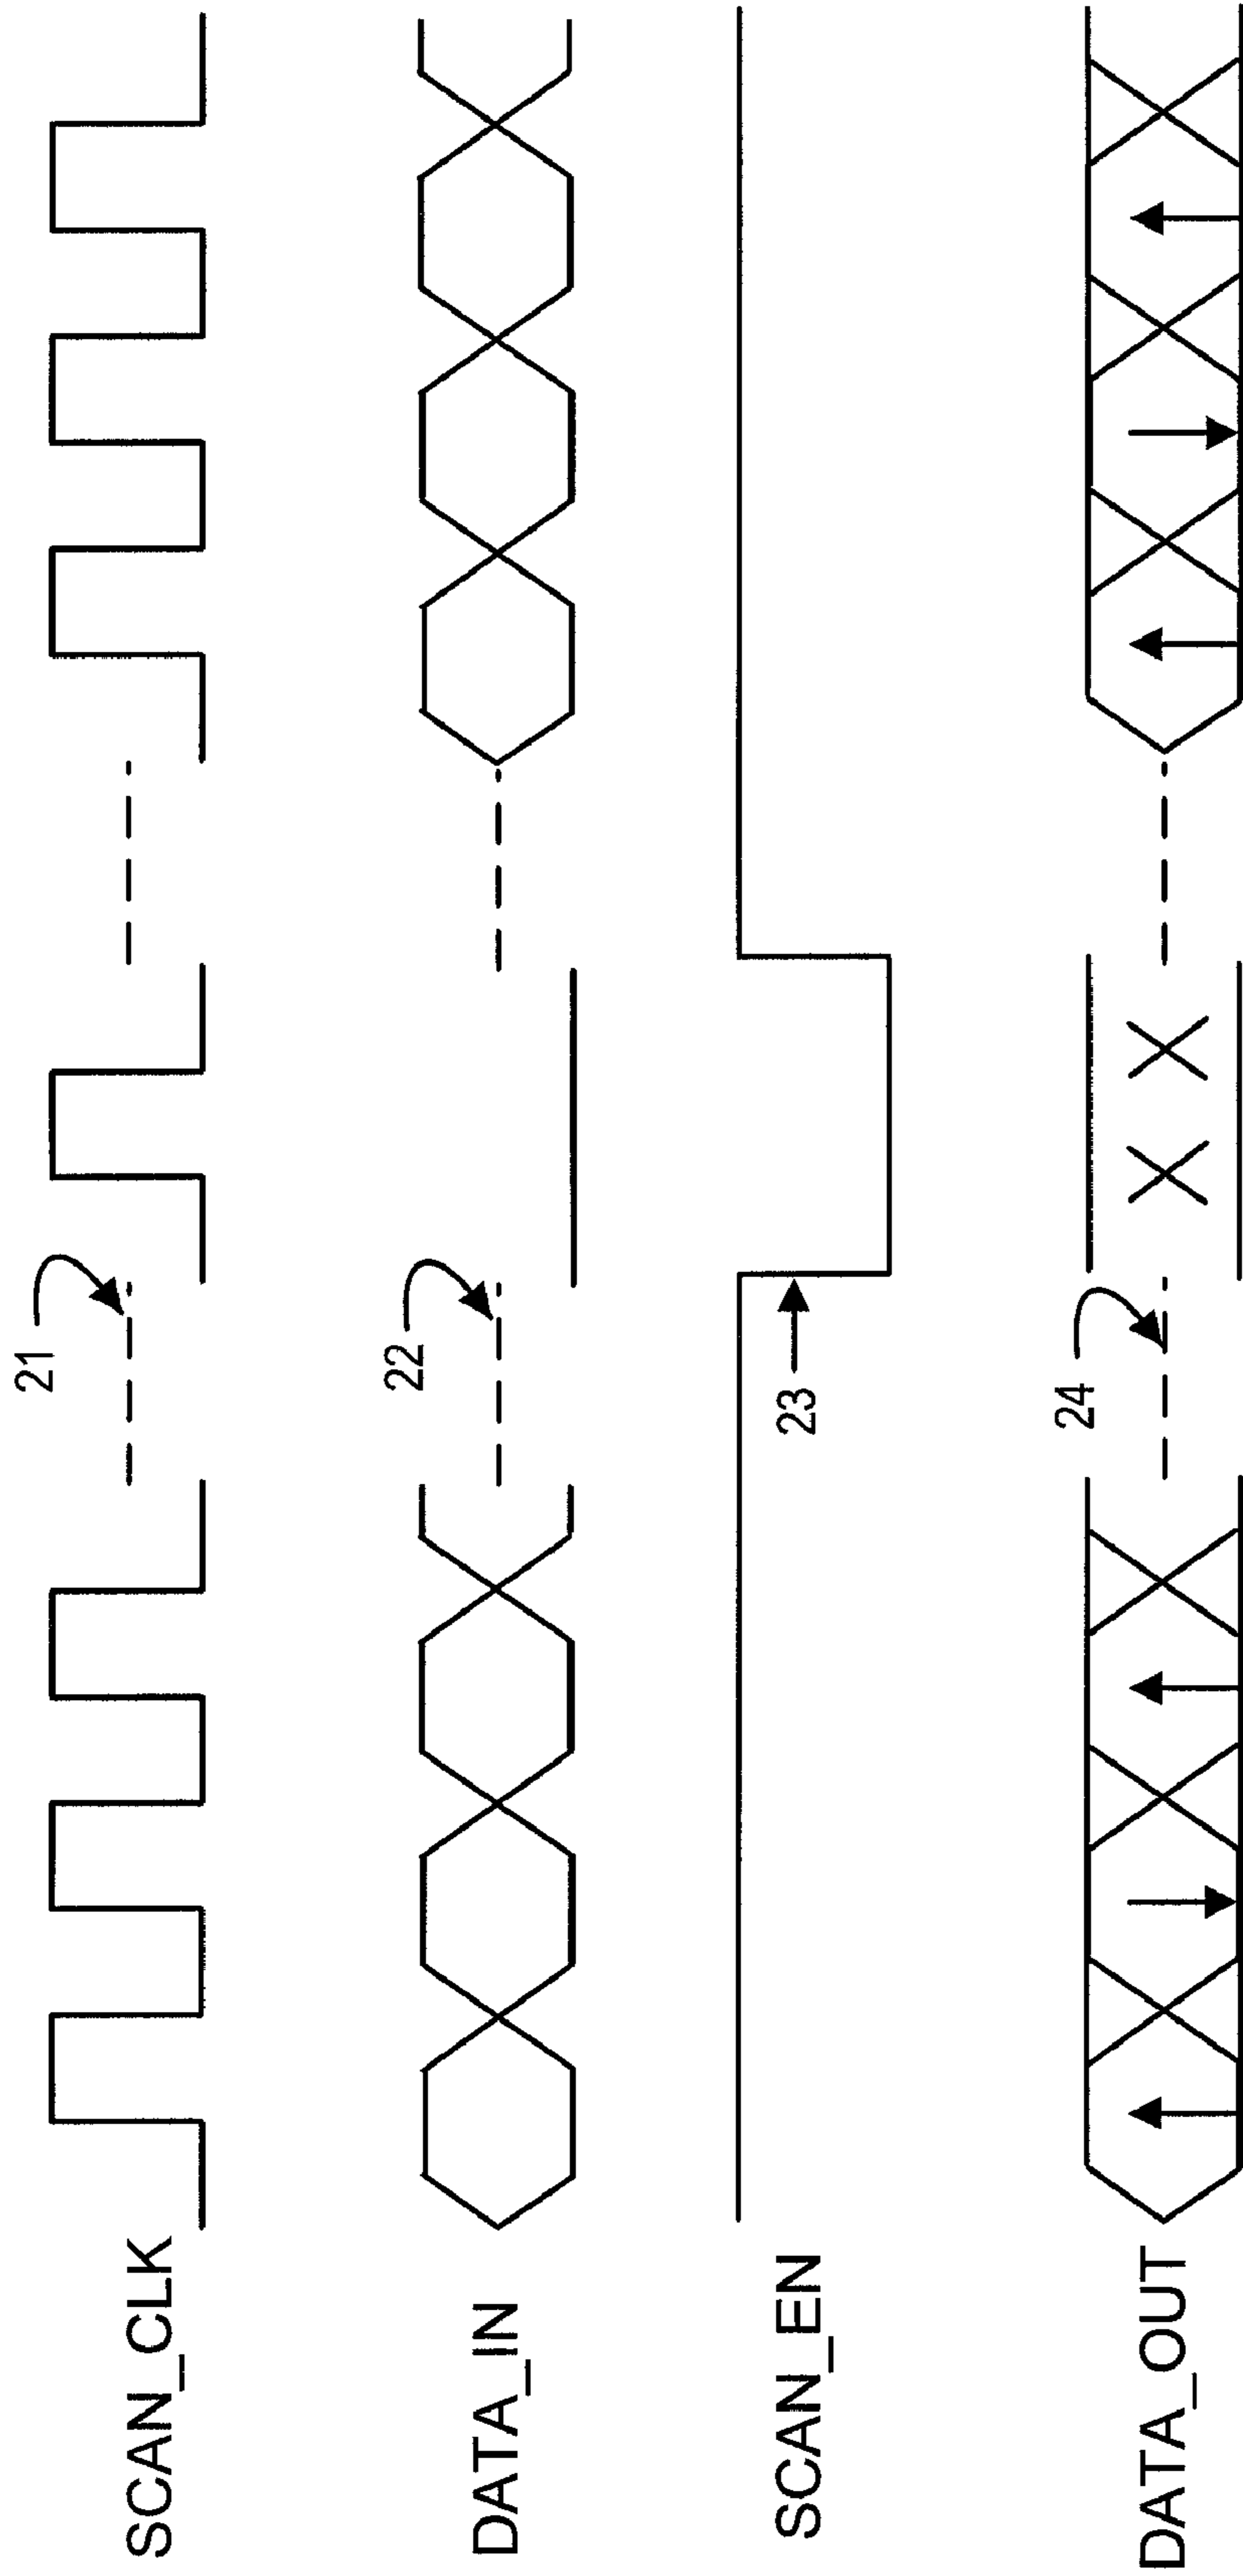 SCAN_CLK
21
DATA_IN
22
SCAN_EN
23
DATA_OUT
24
X X